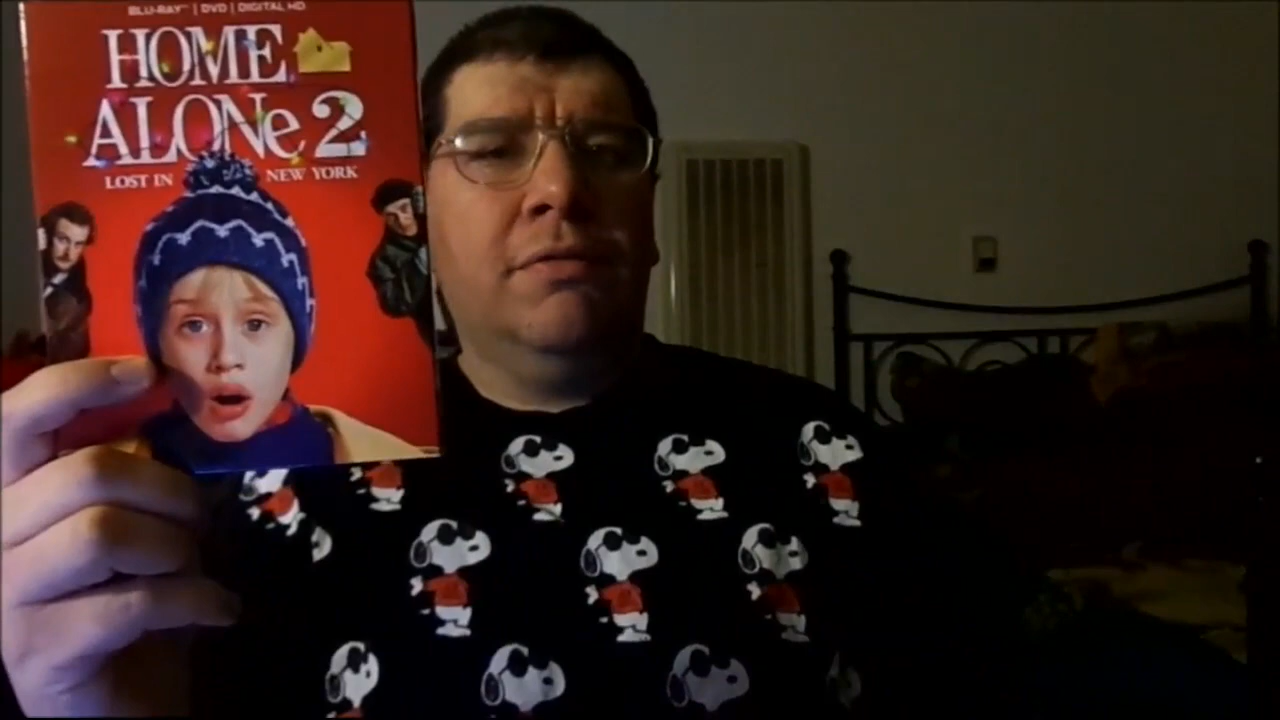 BLU-RAY™ | DVD | DIGITAL HD
HOME
ALONe 2
LOST IN NEW YORK